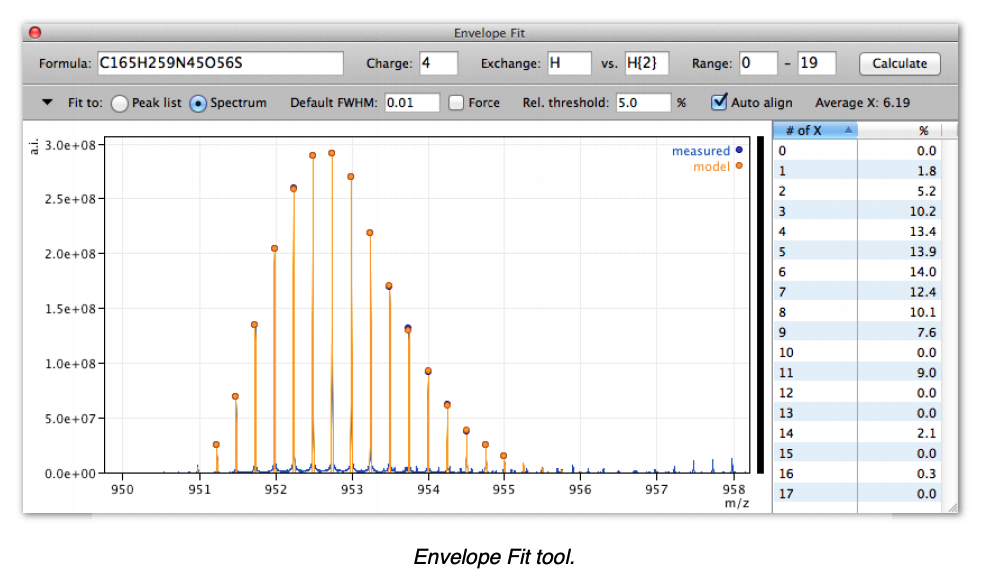 Envelope Fit
Formula: C165H259N45O56S Charge: 4 Exchange: H vs. H{2} Range: 0 - 19 Calculate
Fit to: Peak list Spectrum Default FWHM: 0.01 Force Rel. threshold: 5.0 % Auto align Average X: 6.19
a.i.
3.0e+08
2.5e+08
2.0e+08
1.5e+08
1.0e+08
5.0e+07
0.0e+00
measured
model
950 951 952 953 954 955 956 957 958
m/z
# of X %
0 0.0
1 1.8
2 5.2
3 10.2
4 13.4
5 13.9
6 14.0
7 12.4
8 10.1
9 7.6
10 0.0
11 9.0
12 0.0
13 0.0
14 2.1
15 0.0
16 0.3
17 0.0
Envelope Fit tool.